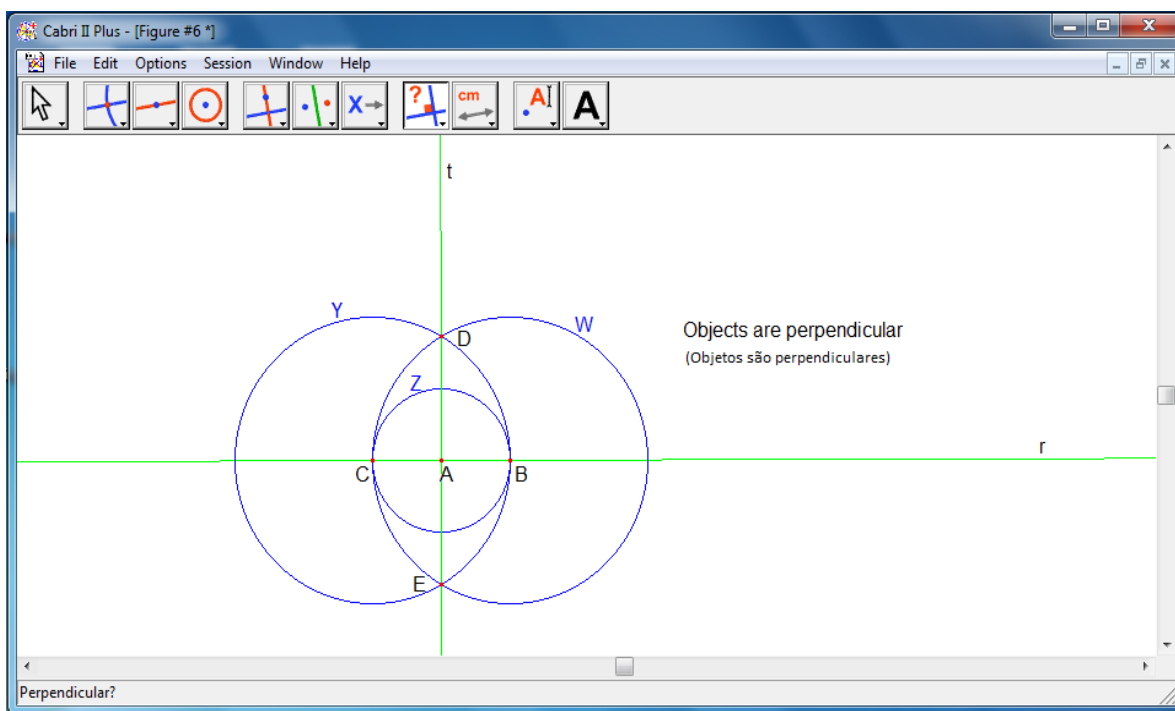 Cabri II Plus - [Figure #6 *]
File Edit Options Session Window Help
X
?
cm
A
A
t
Y
W
D
Objects are perpendicular
(Objetos são perpendiculares)
Z
r
C A B
E
Perpendicular?